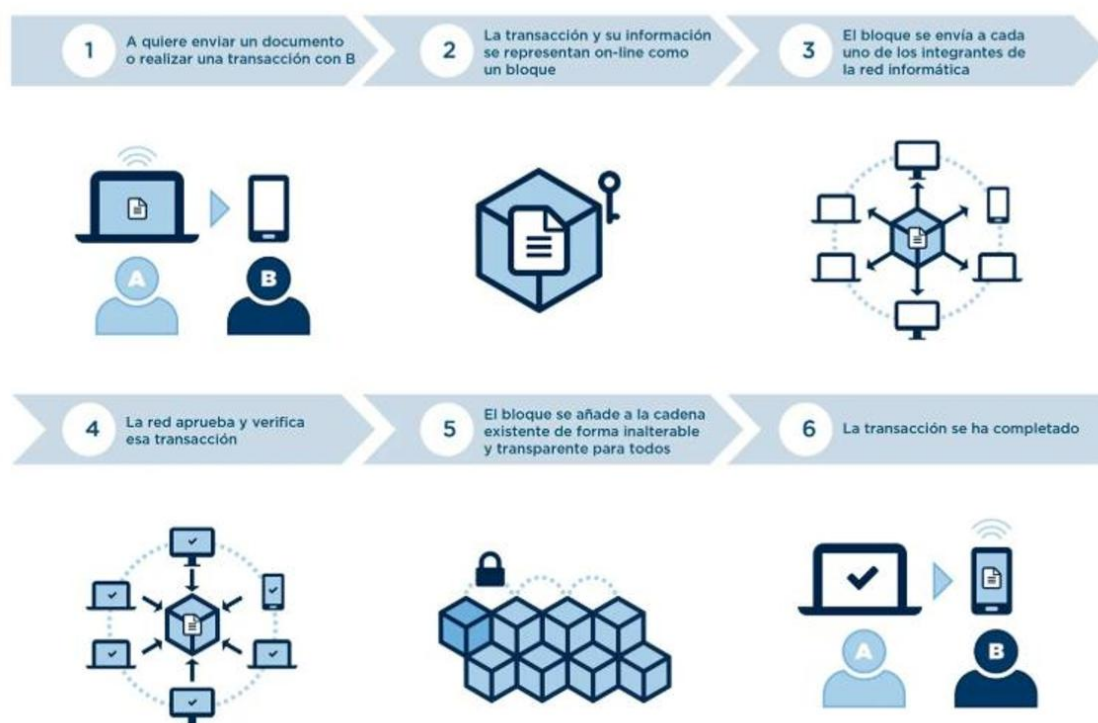 1
A quiere enviar un documento
o realizar una transacción con B
2
La transacción y su información
se representan on-line como
un bloque
3
El bloque se envía a cada
uno de los integrantes de
la red informática
A
B
4
La red aprueba y verifica
esa transacción
5
El bloque se añade a la cadena
existente de forma inalterable
y transparente para todos
6
La transacción se ha completado
A
B